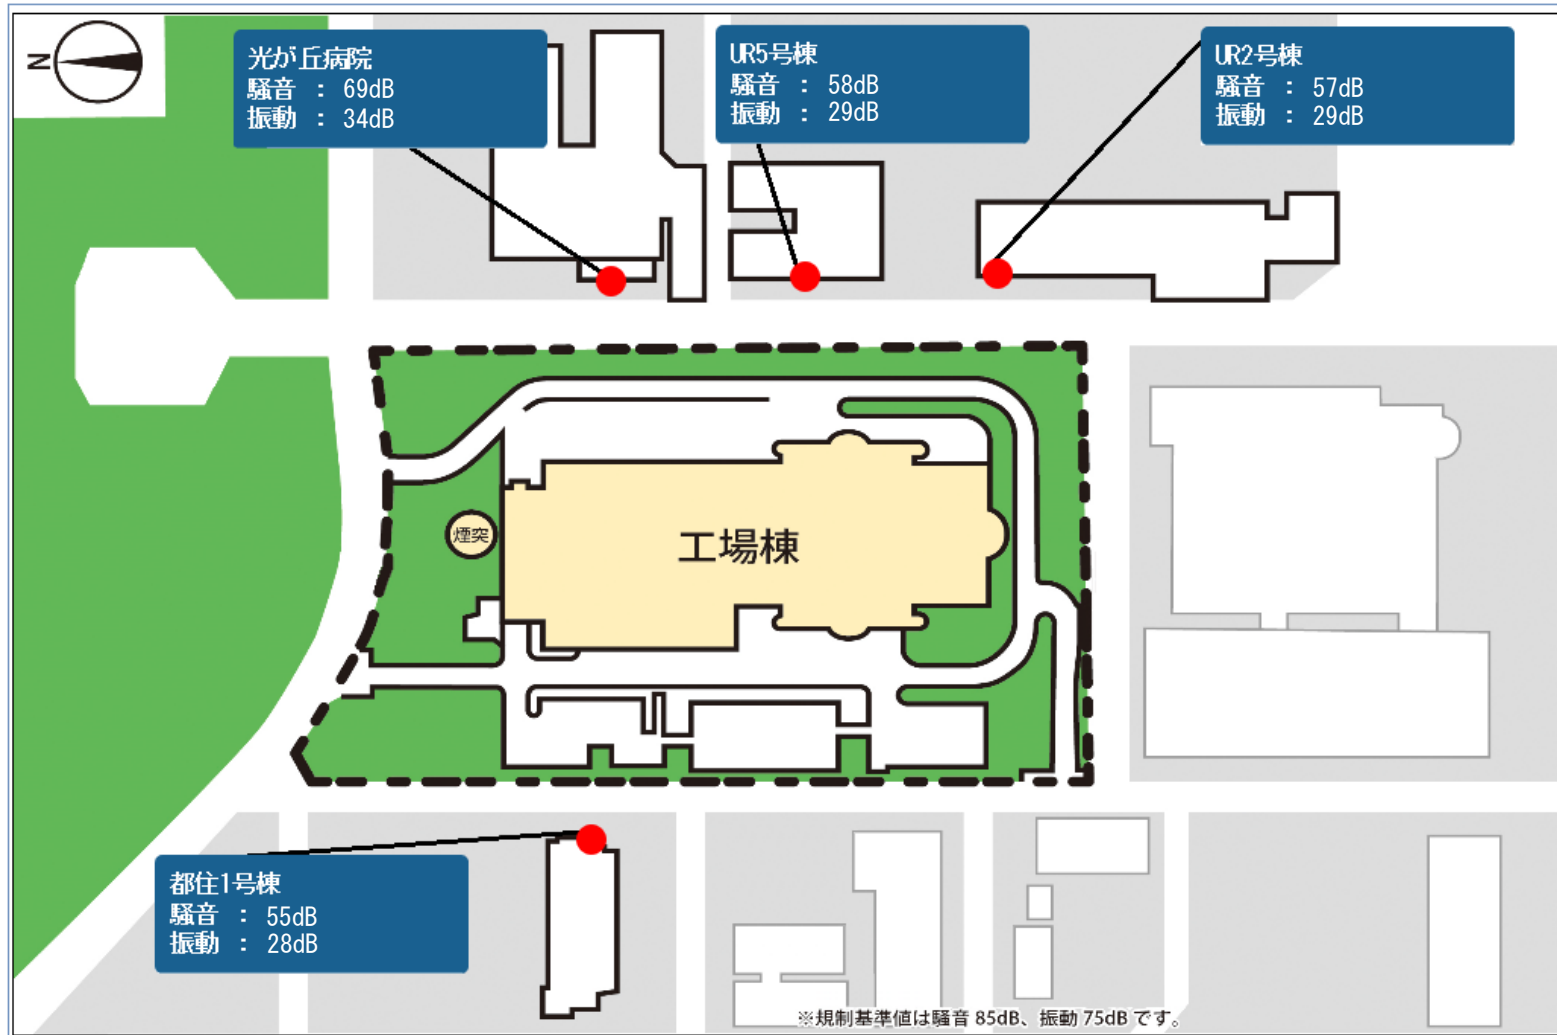 N
光が丘病院
騒音 : 69dB
振動 : 34dB
UR5号棟
騒音 : 58dB
振動 : 29dB
UR2号棟
騒音 : 57dB
振動 : 29dB
煙突
工場棟
都住1号棟
騒音 : 55dB
振動 : 28dB
※規制基準値は騒音 85dB、振動 75dB です。